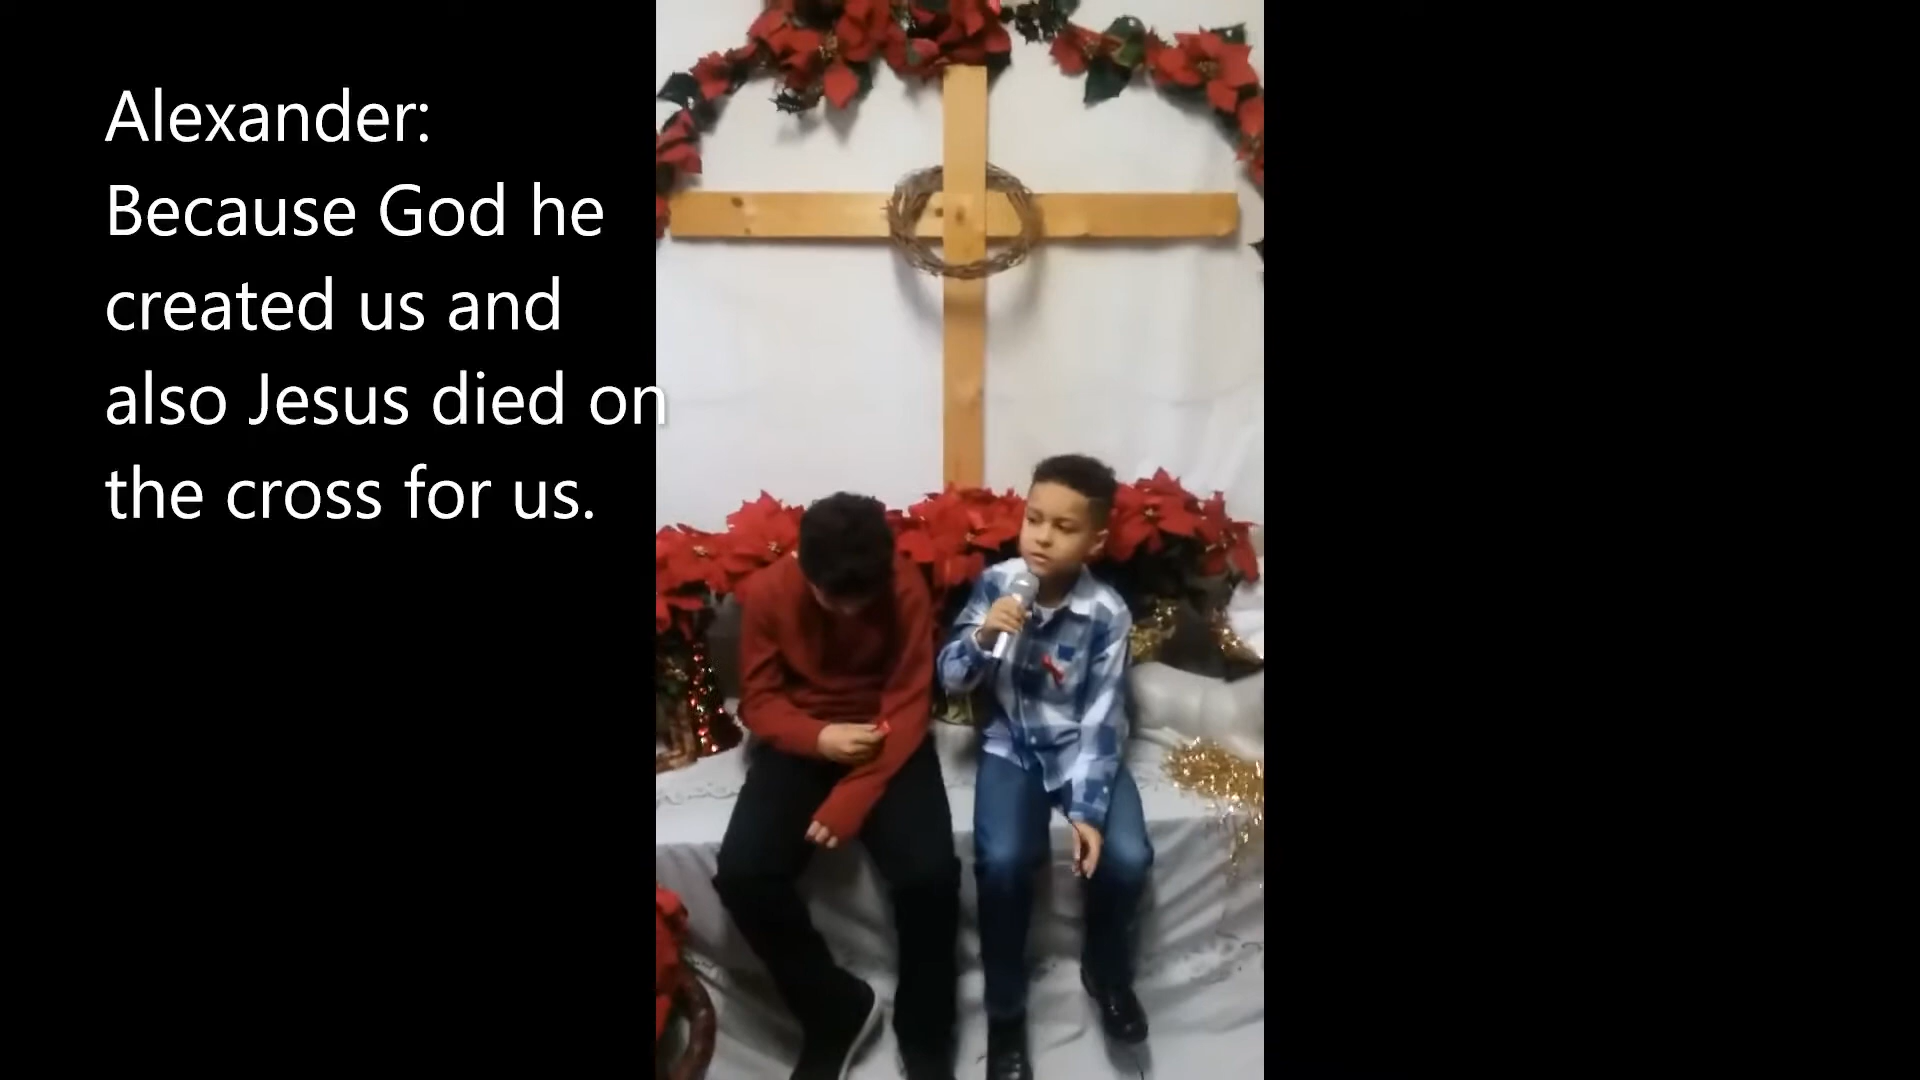 Alexander:
Because God he
created us and
also Jesus died on
the cross for us.